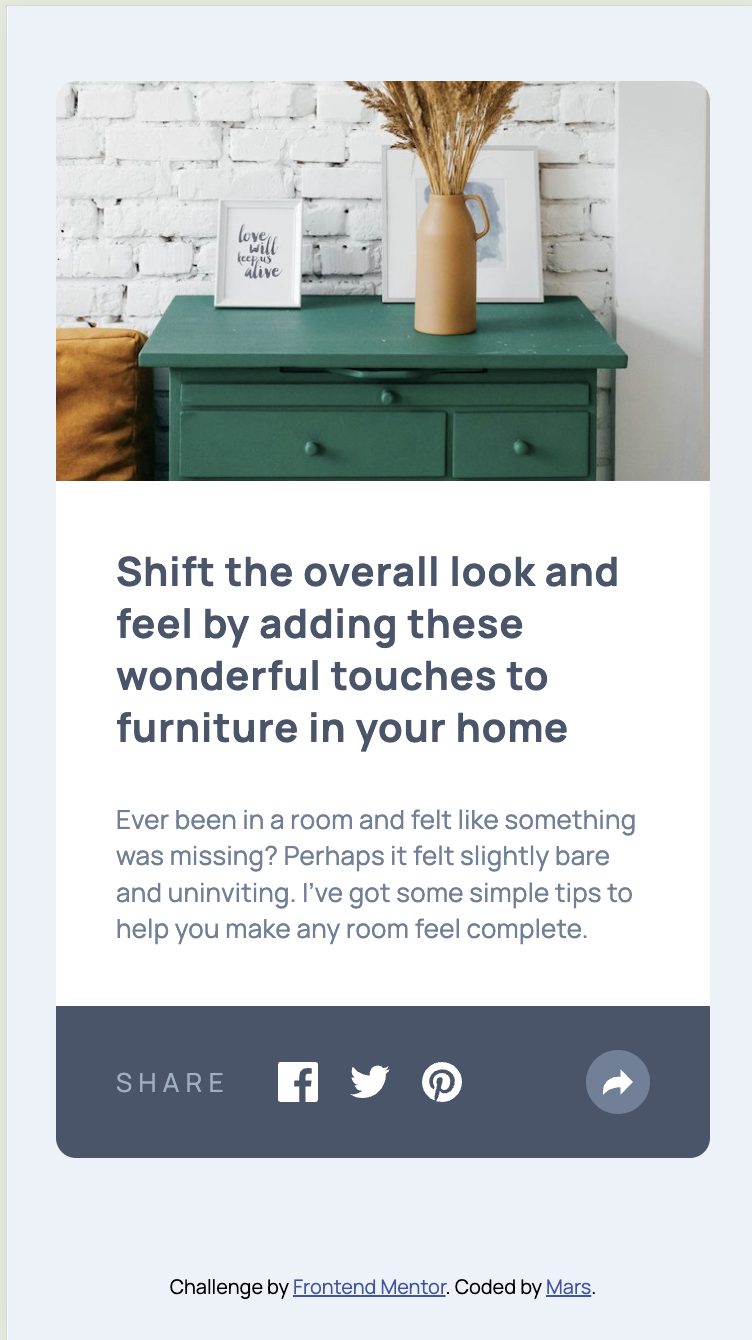 love
will
keep us
alive
Shift the overall look and
feel by adding these
wonderful touches to
furniture in your home
Ever been in a room and felt like something
was missing? Perhaps it felt slightly bare
and uninviting. I’ve got some simple tips to
help you make any room feel complete.
SHARE
Challenge by Frontend Mentor. Coded by Mars.